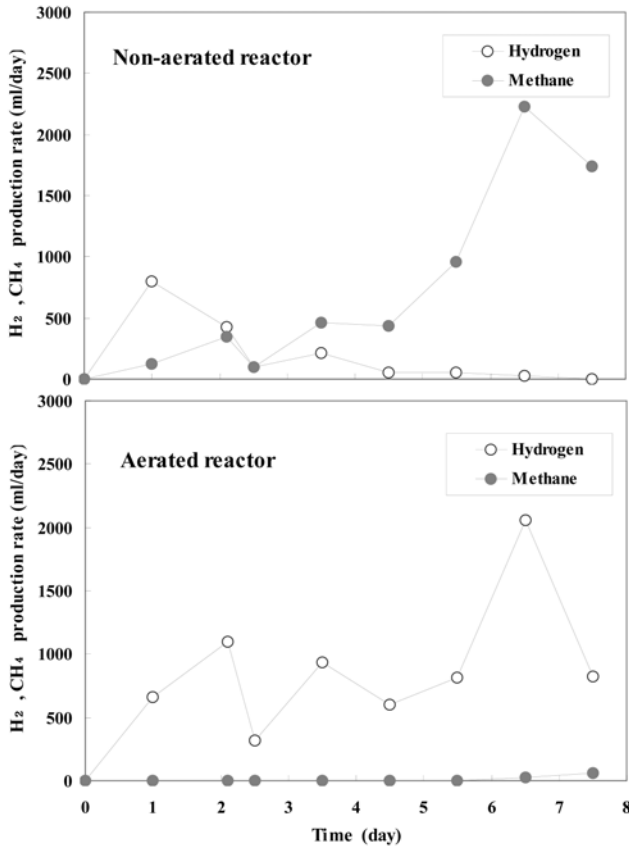 3000
2500
2000
1500
1000
500
0
H₂ , CH₄ production rate (ml/day)
Non-aerated reactor
Hydrogen
Methane
3000
2500
2000
1500
1000
500
0
H₂ , CH₄ production rate (ml/day)
Aerated reactor
Hydrogen
Methane
0 1 2 3 4 5 6 7 8
Time (day)